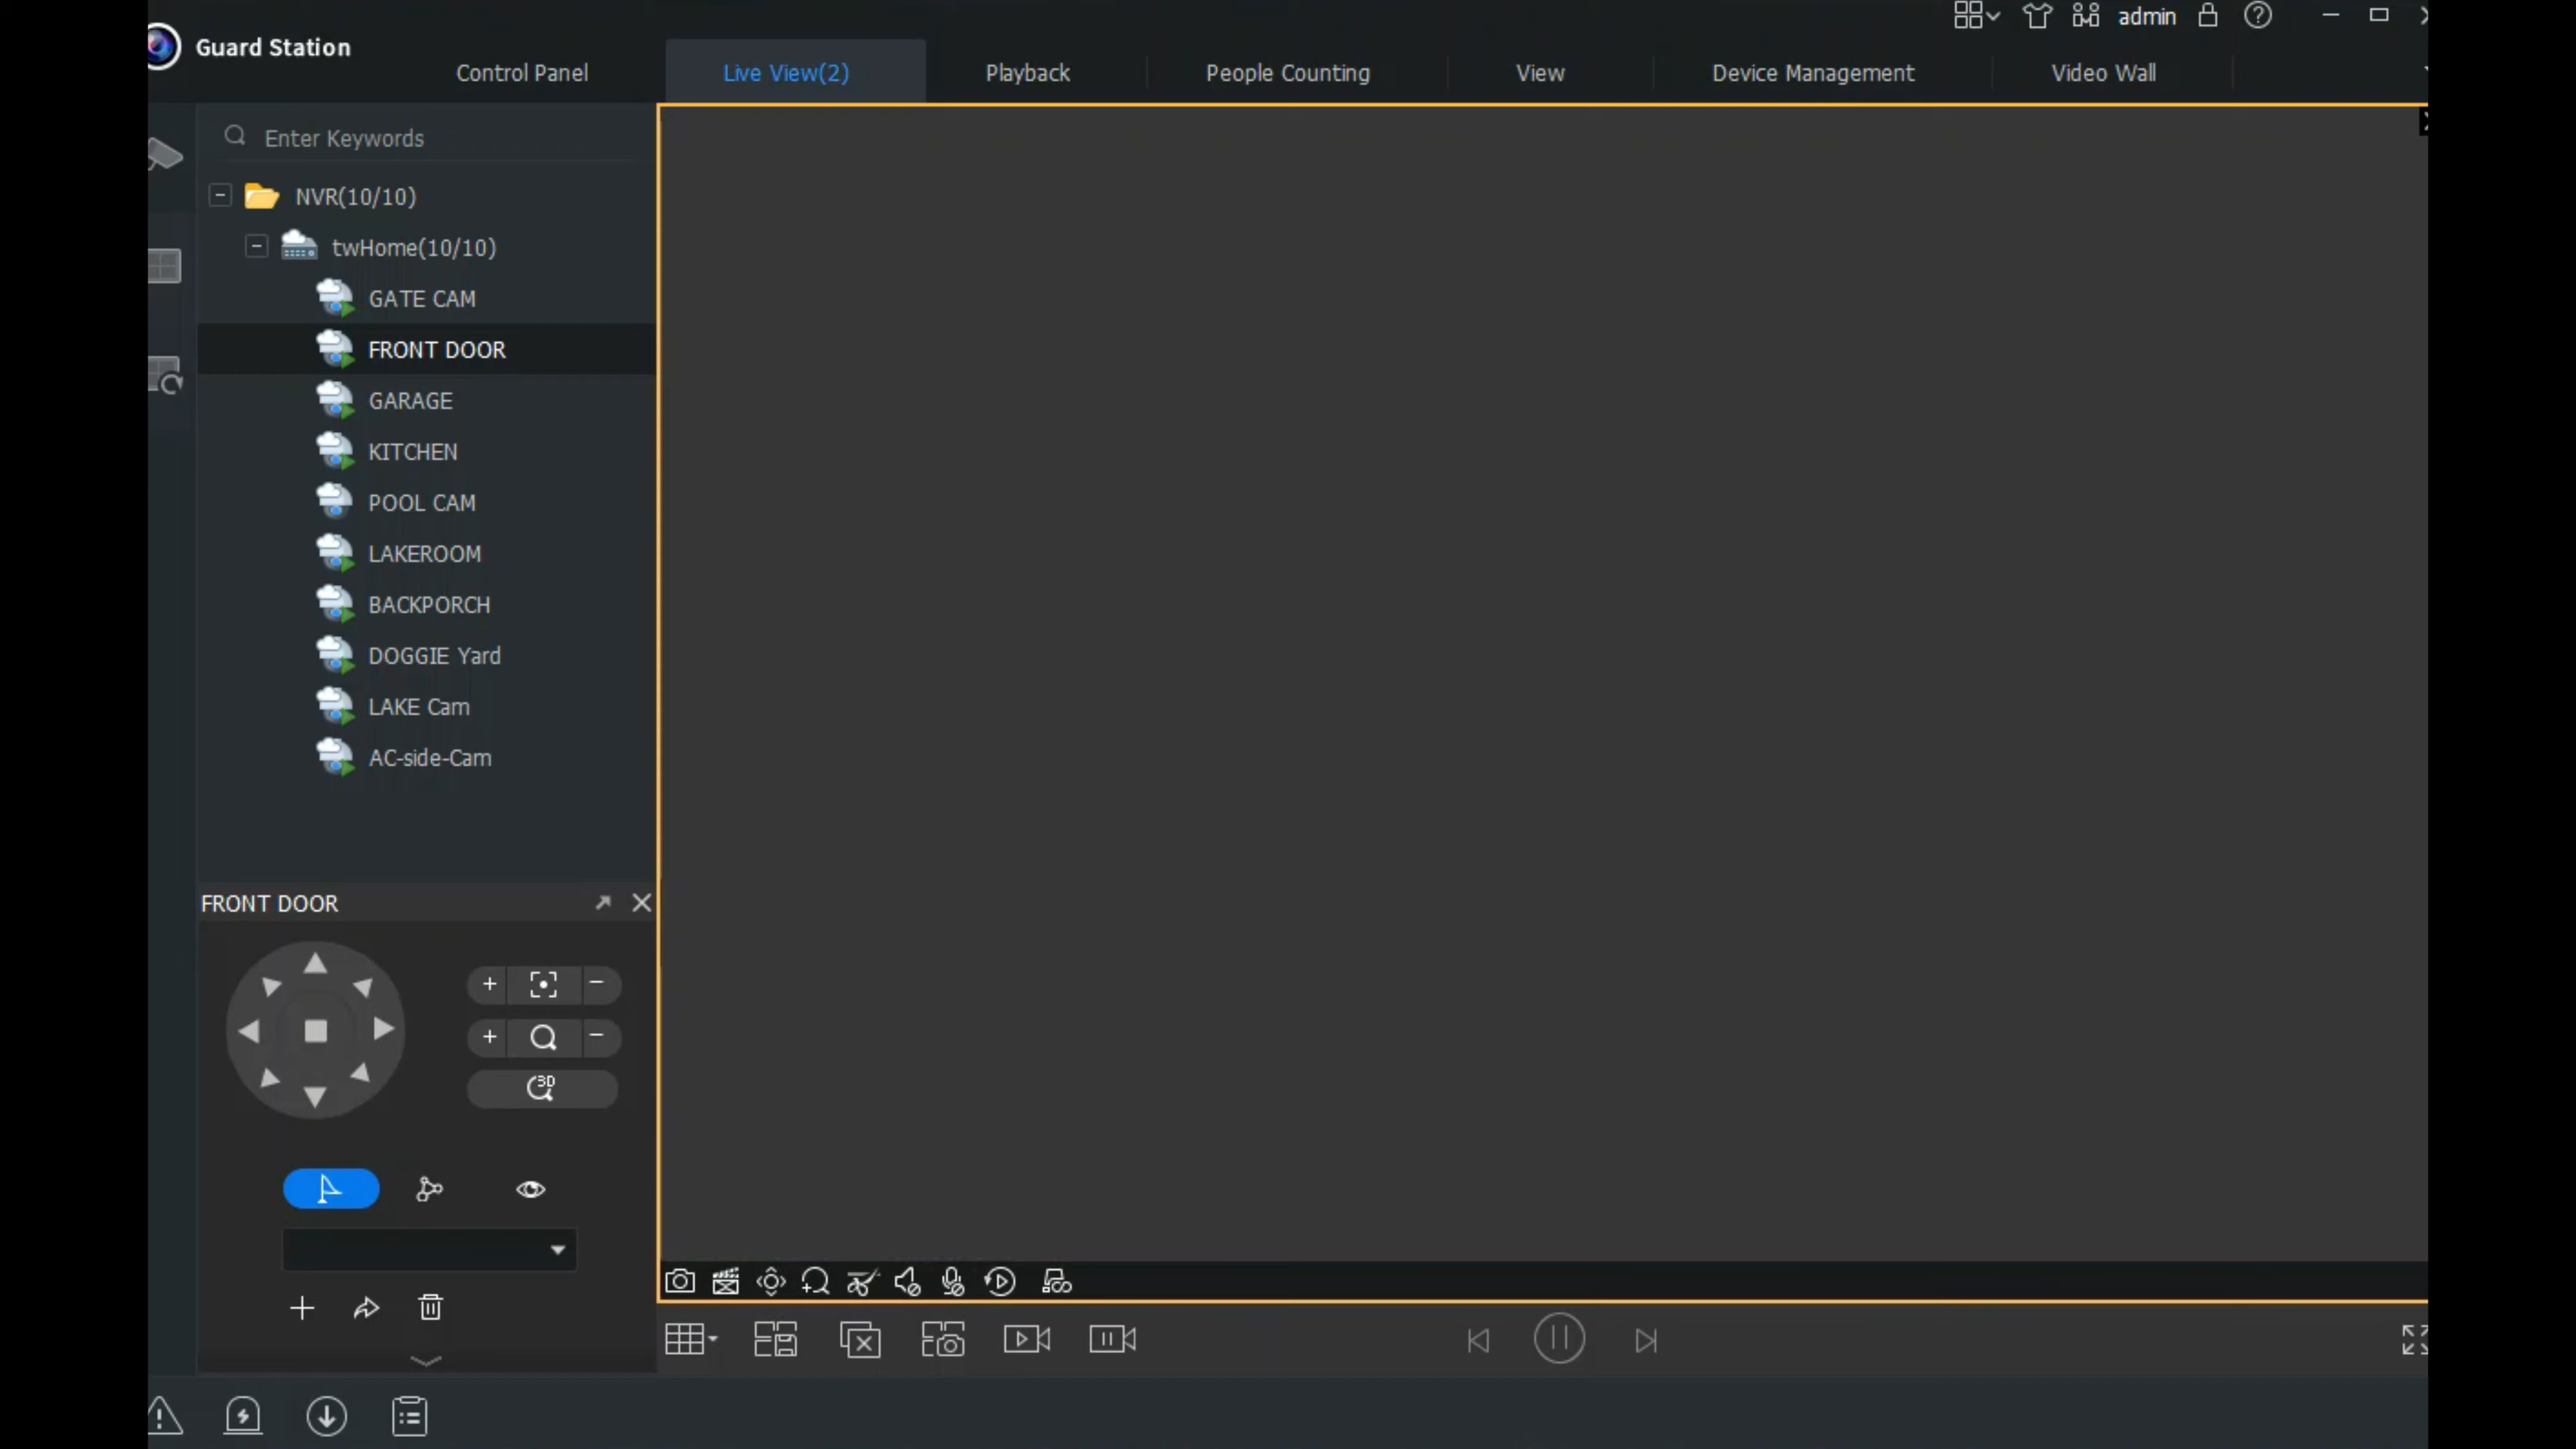 Guard Station
admin
Control Panel
Live View(2)
Playback
People Counting
View
Device Management
Video Wall
Enter Keywords
NVR(10/10)
twHome(10/10)
GATE CAM
FRONT DOOR
GARAGE
KITCHEN
POOL CAM
LAKEROOM
BACKPORCH
DOGGIE Yard
LAKE Cam
AC-side-Cam
FRONT DOOR
3D